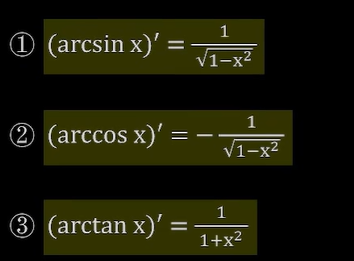 ① (arcsin x)′ = 1/√(1−x²)
② (arccos x)′ = − 1/√(1−x²)
③ (arctan x)′ = 1/(1+x²)